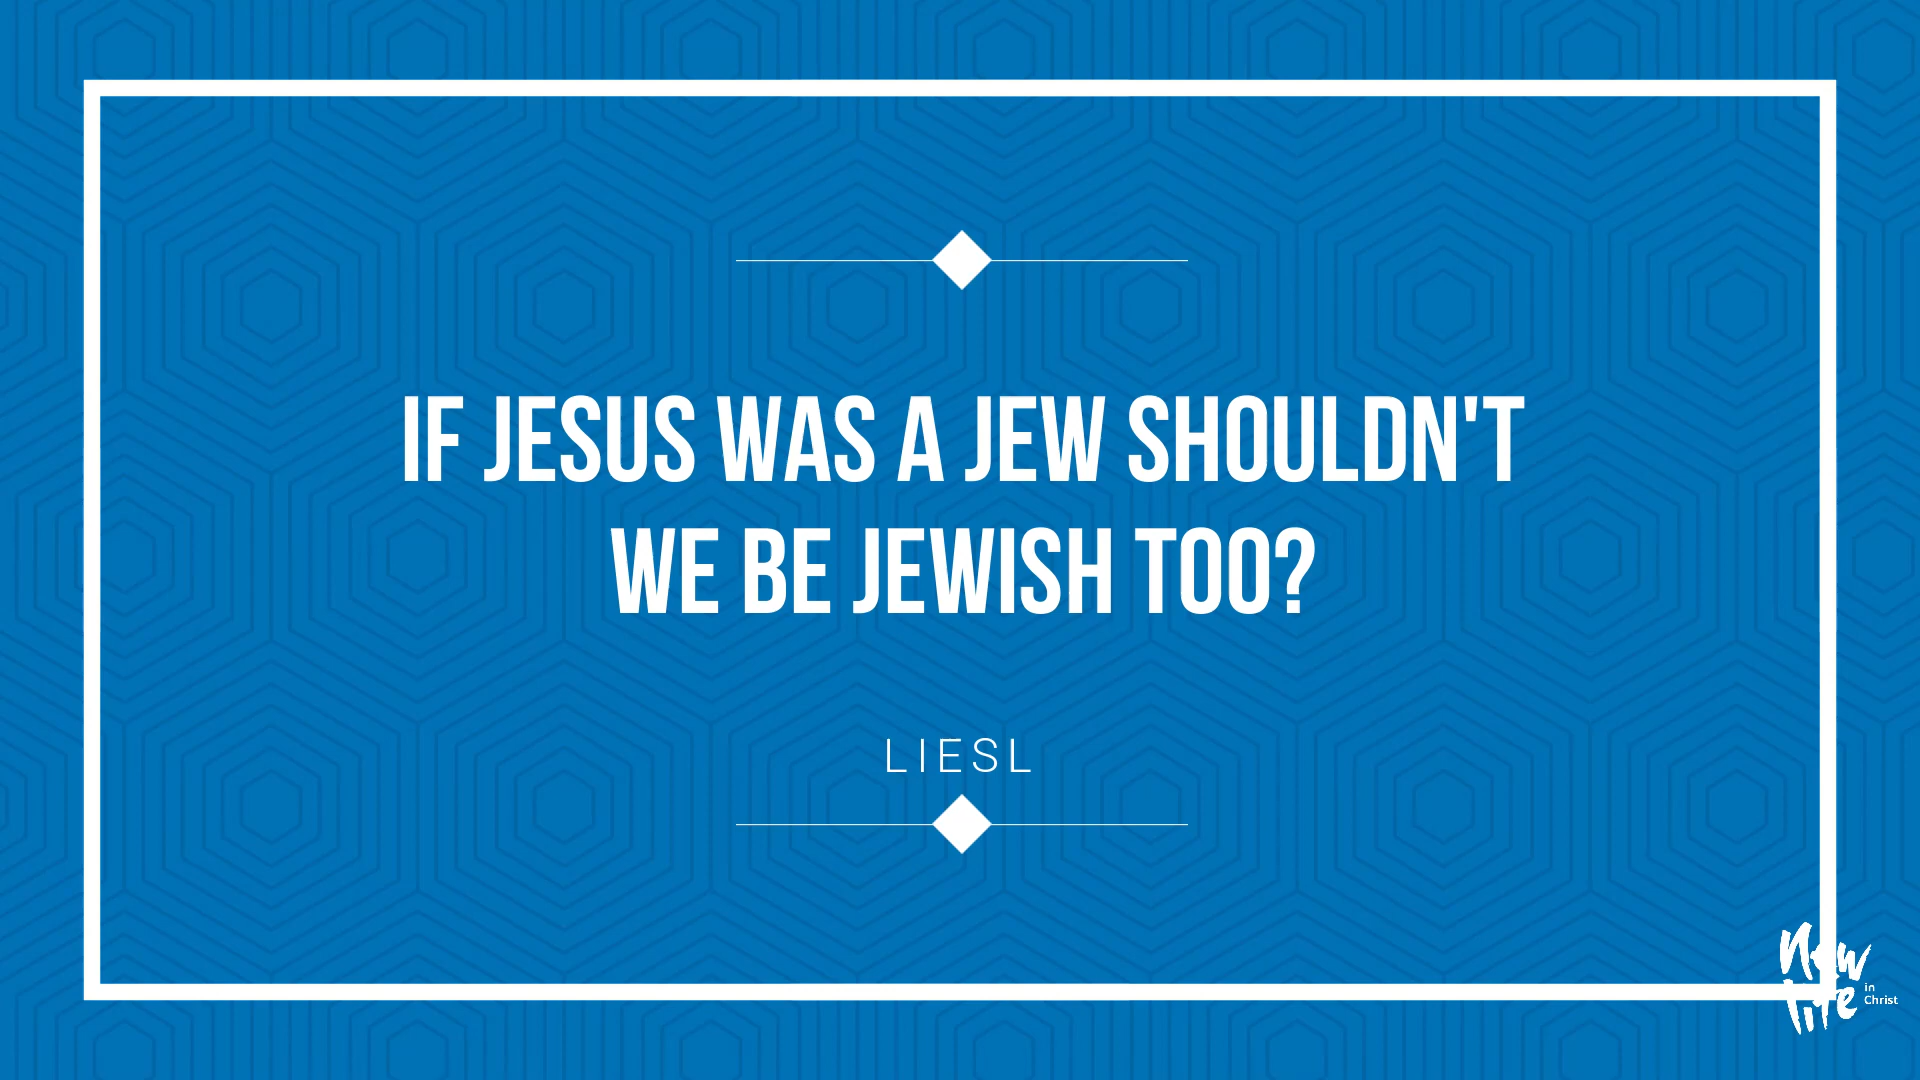 IF JESUS WAS A JEW SHOULDN'T
WE BE JEWISH TOO?
LIESL
New
life
in
Christ